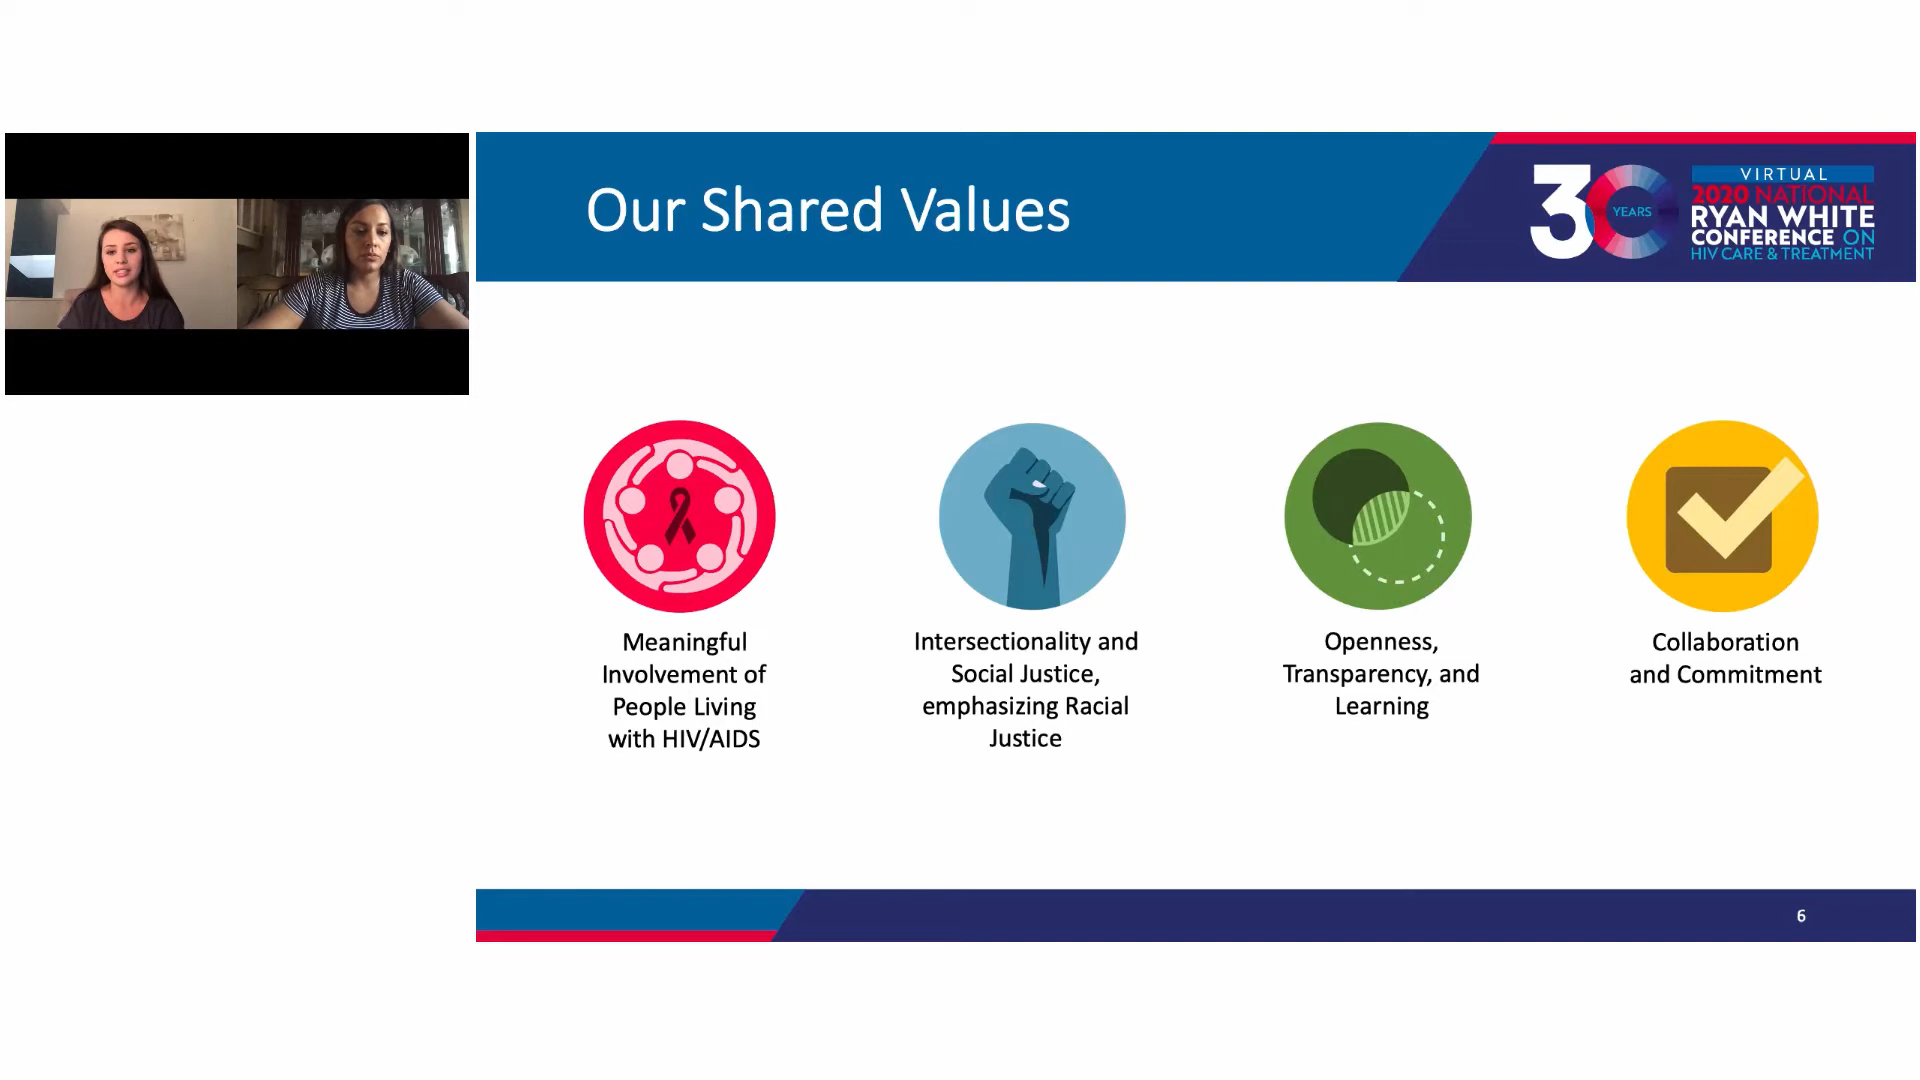 Our Shared Values
30
YEARS
VIRTUAL
2020 NATIONAL
RYAN WHITE
CONFERENCE ON
HIV CARE & TREATMENT
Meaningful
Involvement of
People Living
with HIV/AIDS
Intersectionality and
Social Justice,
emphasizing Racial
Justice
Openness,
Transparency, and
Learning
Collaboration
and Commitment
6